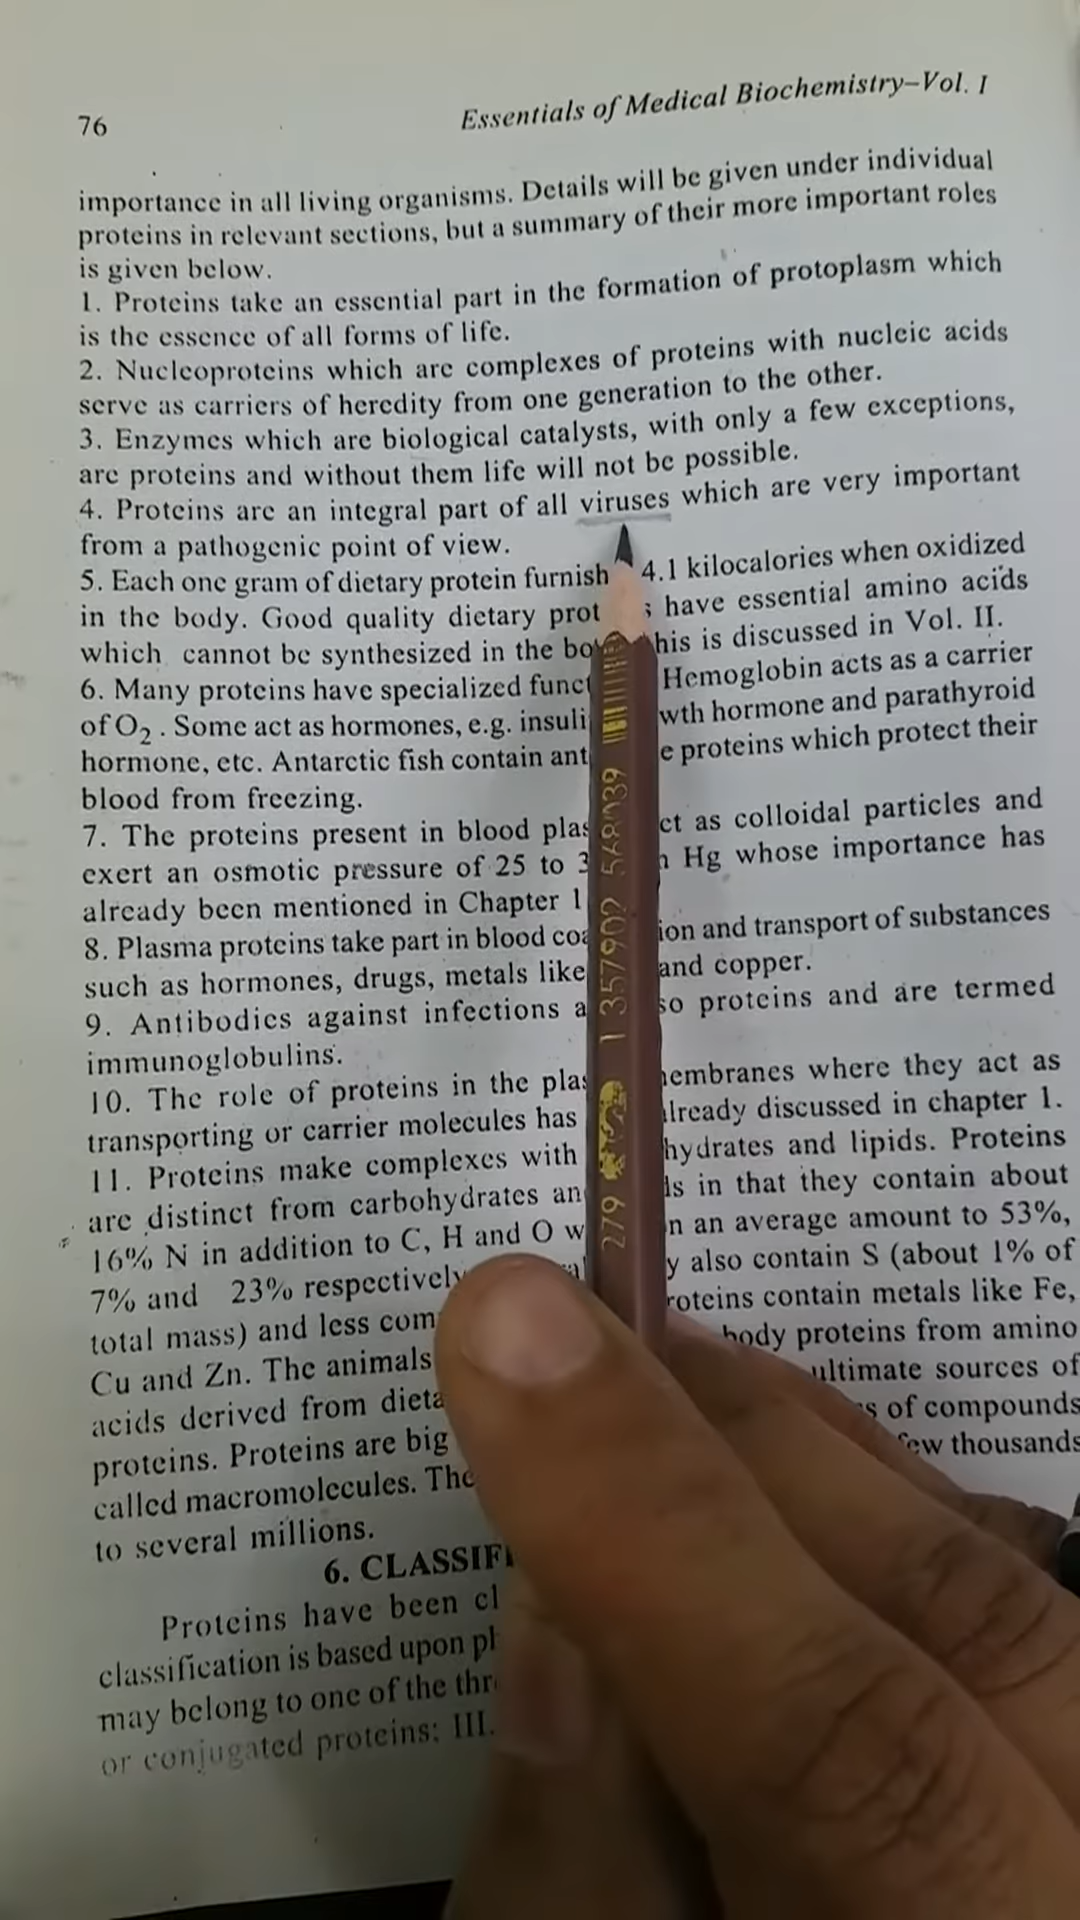 76
Essentials of Medical Biochemistry–Vol. I
importance in all living organisms. Details will be given under individual
proteins in relevant sections, but a summary of their more important roles
is given below.
1. Proteins take an essential part in the formation of protoplasm which
is the essence of all forms of life.
2. Nucleoproteins which are complexes of proteins with nucleic acids
serve as carriers of heredity from one generation to the other.
3. Enzymes which are biological catalysts, with only a few exceptions,
are proteins and without them life will not be possible.
4. Proteins are an integral part of all viruses which are very important
from a pathogenic point of view.
5. Each one gram of dietary protein furnish 4.1 kilocalories when oxidized
in the body. Good quality dietary prot s have essential amino acids
which cannot be synthesized in the bo his is discussed in Vol. II.
6. Many proteins have specialized funct Hemoglobin acts as a carrier
of O₂ . Some act as hormones, e.g. insuli wth hormone and parathyroid
hormone, etc. Antarctic fish contain ant e proteins which protect their
blood from freezing.
7. The proteins present in blood plas ct as colloidal particles and
exert an osmotic pressure of 25 to 3 Hg whose importance has
already been mentioned in Chapter 1
8. Plasma proteins take part in blood coa ion and transport of substances
such as hormones, drugs, metals like and copper.
9. Antibodies against infections a so proteins and are termed
immunoglobulins.
10. The role of proteins in the plas embranes where they act as
transporting or carrier molecules has lready discussed in chapter 1.
11. Proteins make complexes with hydrates and lipids. Proteins
are distinct from carbohydrates an ds in that they contain about
16% N in addition to C, H and O w n an average amount to 53%,
7% and 23% respectively y also contain S (about 1% of
total mass) and less com roteins contain metals like Fe,
Cu and Zn. The animals body proteins from amino
acids derived from dieta ultimate sources of
proteins. Proteins are big s of compounds
called macromolecules. The few thousands
to several millions.
6. CLASSIFI
Proteins have been cl
classification is based upon ph
may belong to one of the thr
or conjugated proteins; III.
279 1357902 568039